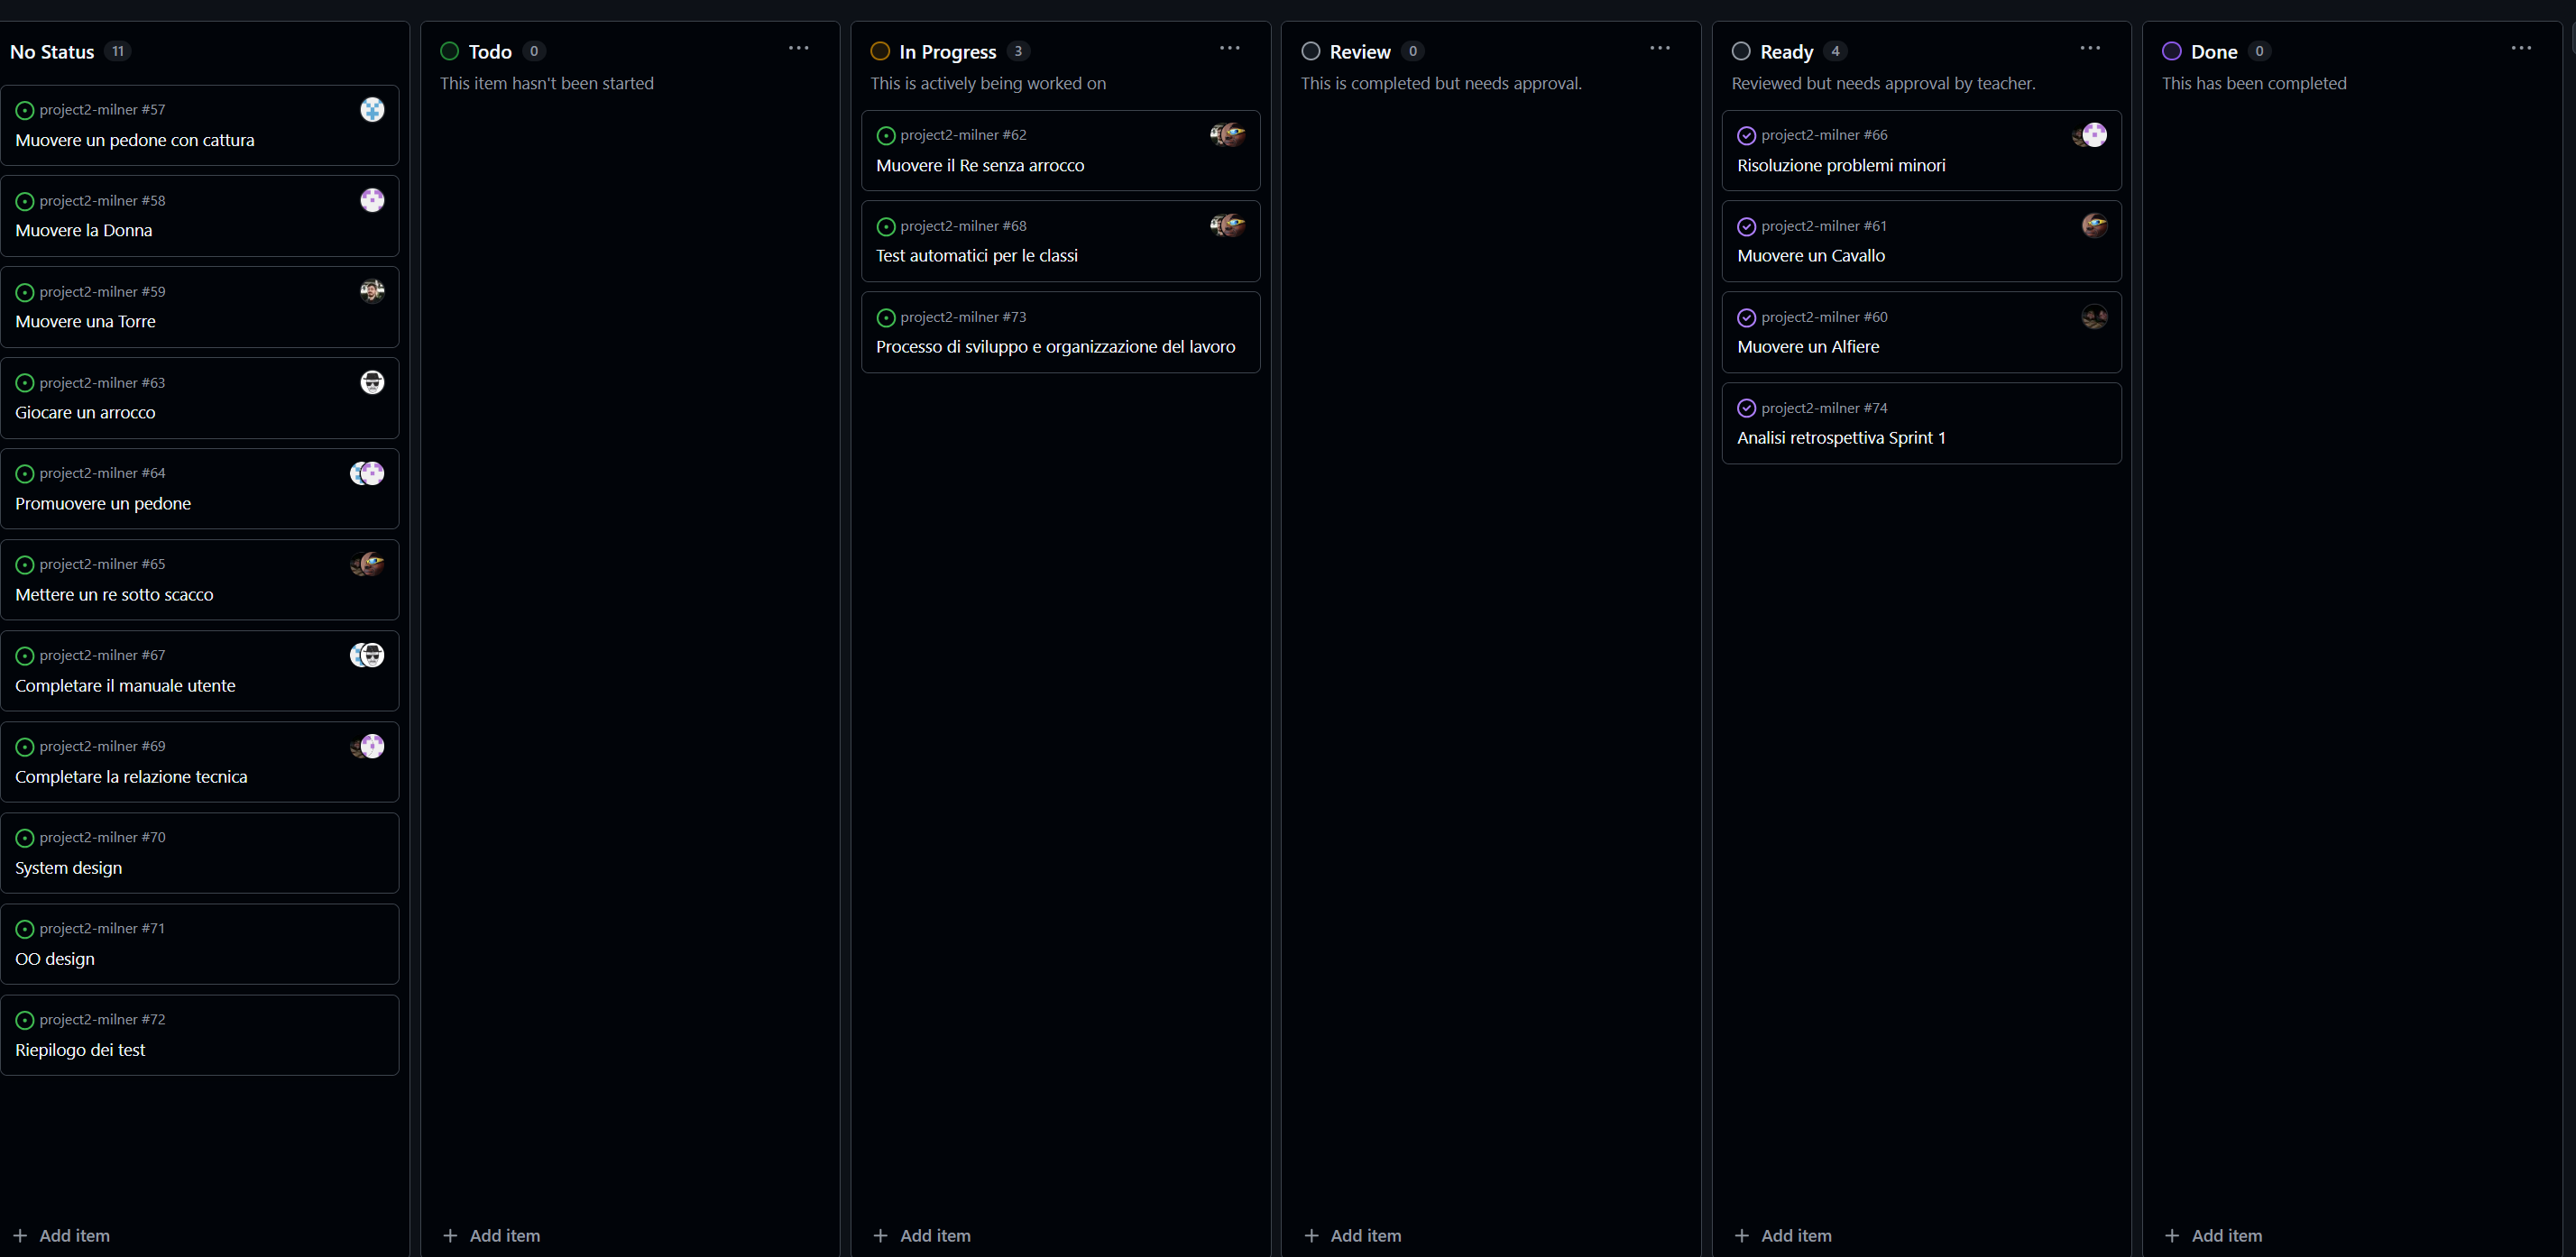 No Status 11
project2-milner #57
Muovere un pedone con cattura
project2-milner #58
Muovere la Donna
project2-milner #59
Muovere una Torre
project2-milner #63
Giocare un arrocco
project2-milner #64
Promuovere un pedone
project2-milner #65
Mettere un re sotto scacco
project2-milner #67
Completare il manuale utente
project2-milner #69
Completare la relazione tecnica
project2-milner #70
System design
project2-milner #71
OO design
project2-milner #72
Riepilogo dei test
Add item
Todo 0
This item hasn't been started
Add item
In Progress 3
This is actively being worked on
project2-milner #62
Muovere il Re senza arrocco
project2-milner #68
Test automatici per le classi
project2-milner #73
Processo di sviluppo e organizzazione del lavoro
Add item
Review 0
This is completed but needs approval.
Add item
Ready 4
Reviewed but needs approval by teacher.
project2-milner #66
Risoluzione problemi minori
project2-milner #61
Muovere un Cavallo
project2-milner #60
Muovere un Alfiere
project2-milner #74
Analisi retrospettiva Sprint 1
Add item
Done 0
This has been completed
Add item